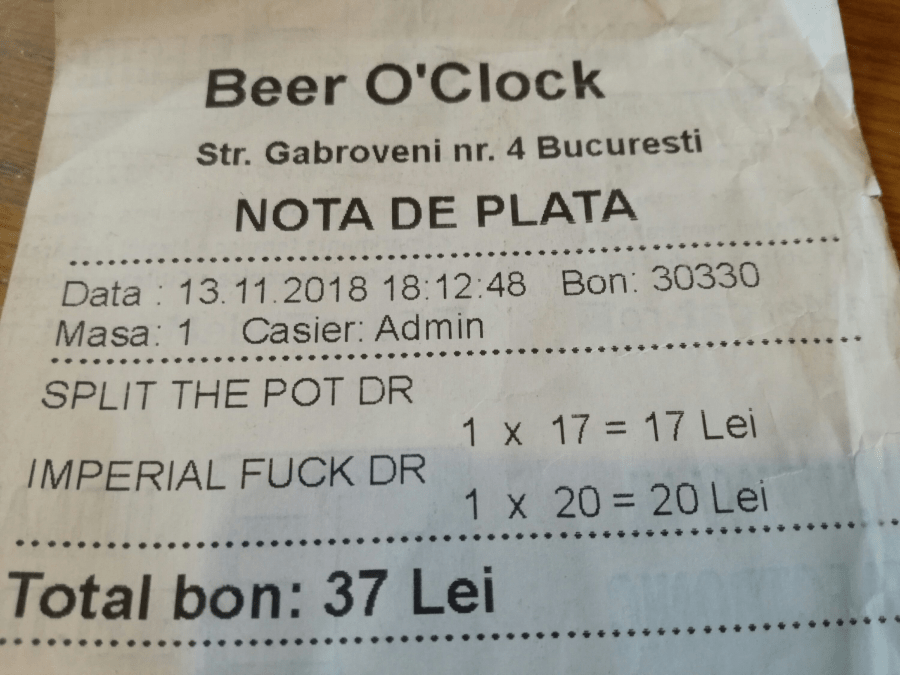 Beer O'Clock
Str. Gabroveni nr. 4 Bucuresti
NOTA DE PLATA
Data : 13.11.2018 18:12:48 Bon: 30330
Masa: 1 Casier: Admin
SPLIT THE POT DR
1 x 17 = 17 Lei
IMPERIAL FUCK DR
1 x 20 = 20 Lei
Total bon: 37 Lei